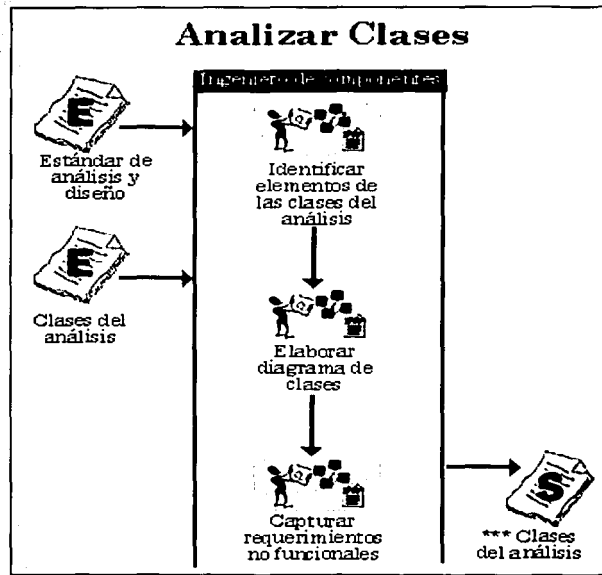 Analizar Clases
Ingeniero de componentes
E
Estándar de
análisis y
diseño
E
Clases del
análisis
Identificar
elementos de
las clases del
análisis
Elaborar
diagrama de
clases
Capturar
requerimientos
no funcionales
S
*** Clases
del análisis